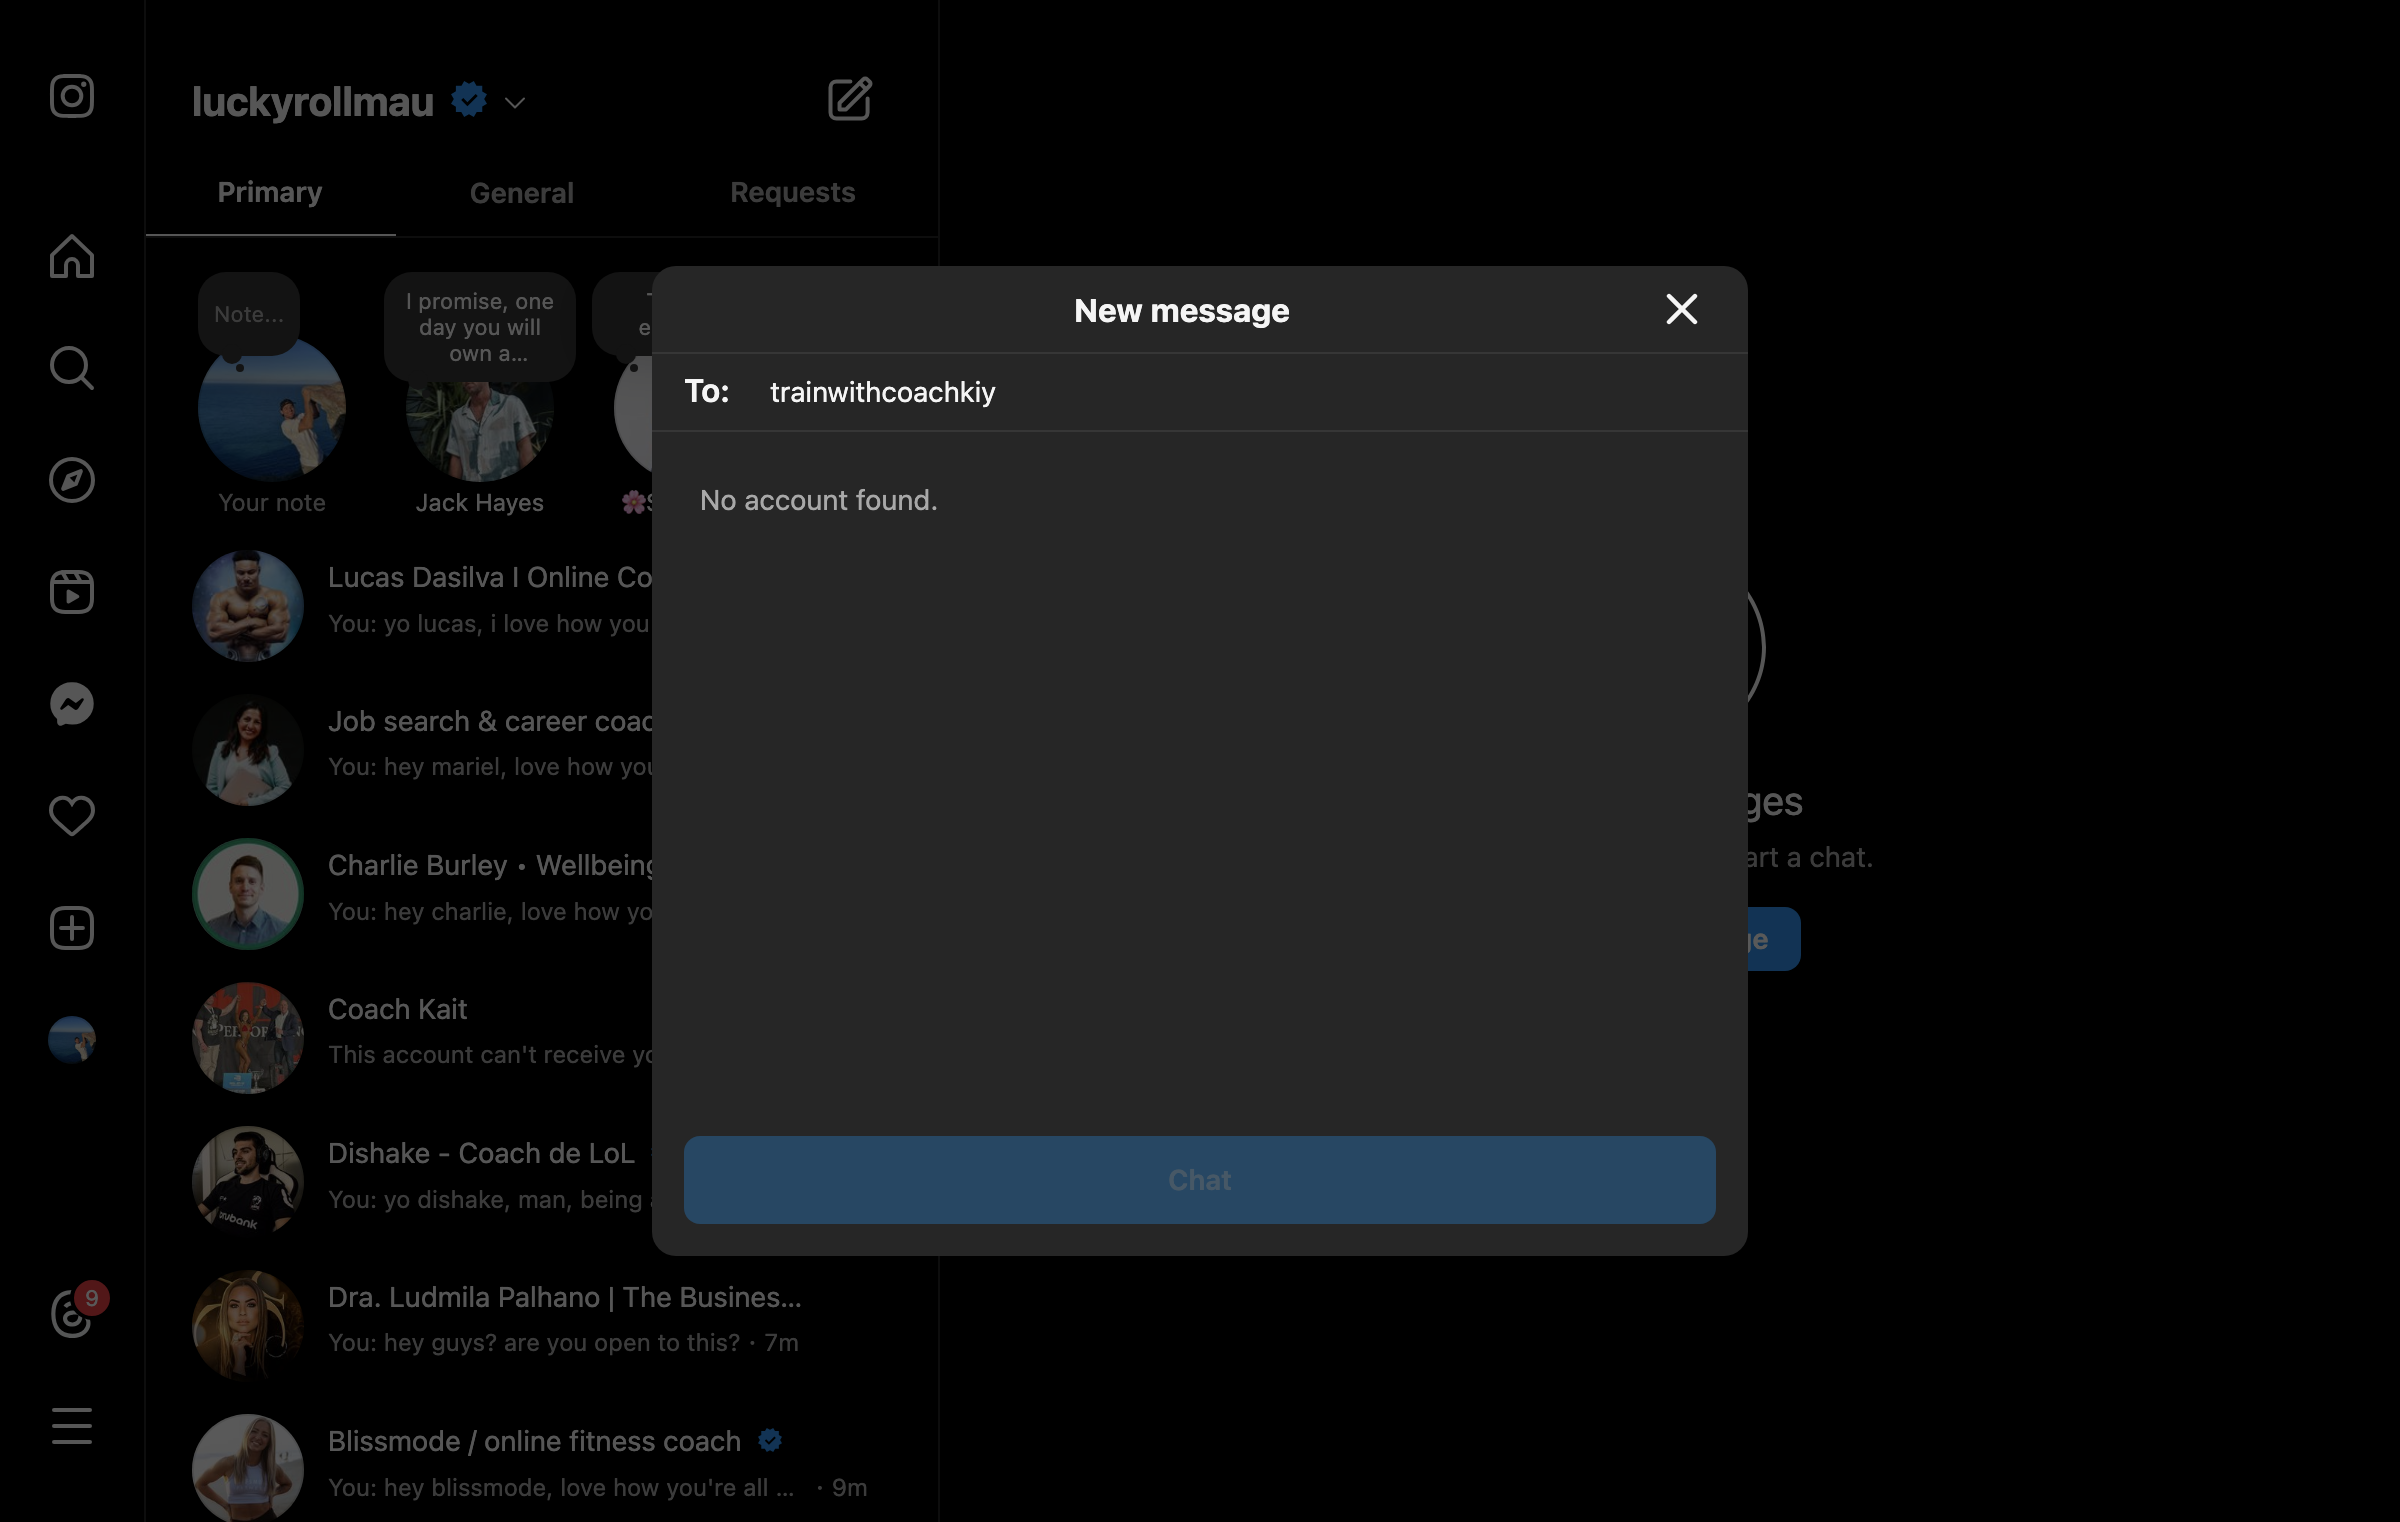 luckyrollmau
Primary
General
Requests
Note...
I promise, one
day you will
own a...
Your note
Jack Hayes
Lucas Dasilva I Online Co
You: yo lucas, i love how you
Job search & career coac
You: hey mariel, love how you
Charlie Burley • Wellbeing
You: hey charlie, love how yo
Coach Kait
This account can't receive yo
Dishake - Coach de LoL
You: yo dishake, man, being
Dra. Ludmila Palhano | The Busines...
You: hey guys? are you open to this? · 7m
Blissmode / online fitness coach
You: hey blissmode, love how you're all ... · 9m
9
New message
To: trainwithcoachkiy
No account found.
Chat
ges
art a chat.
ge